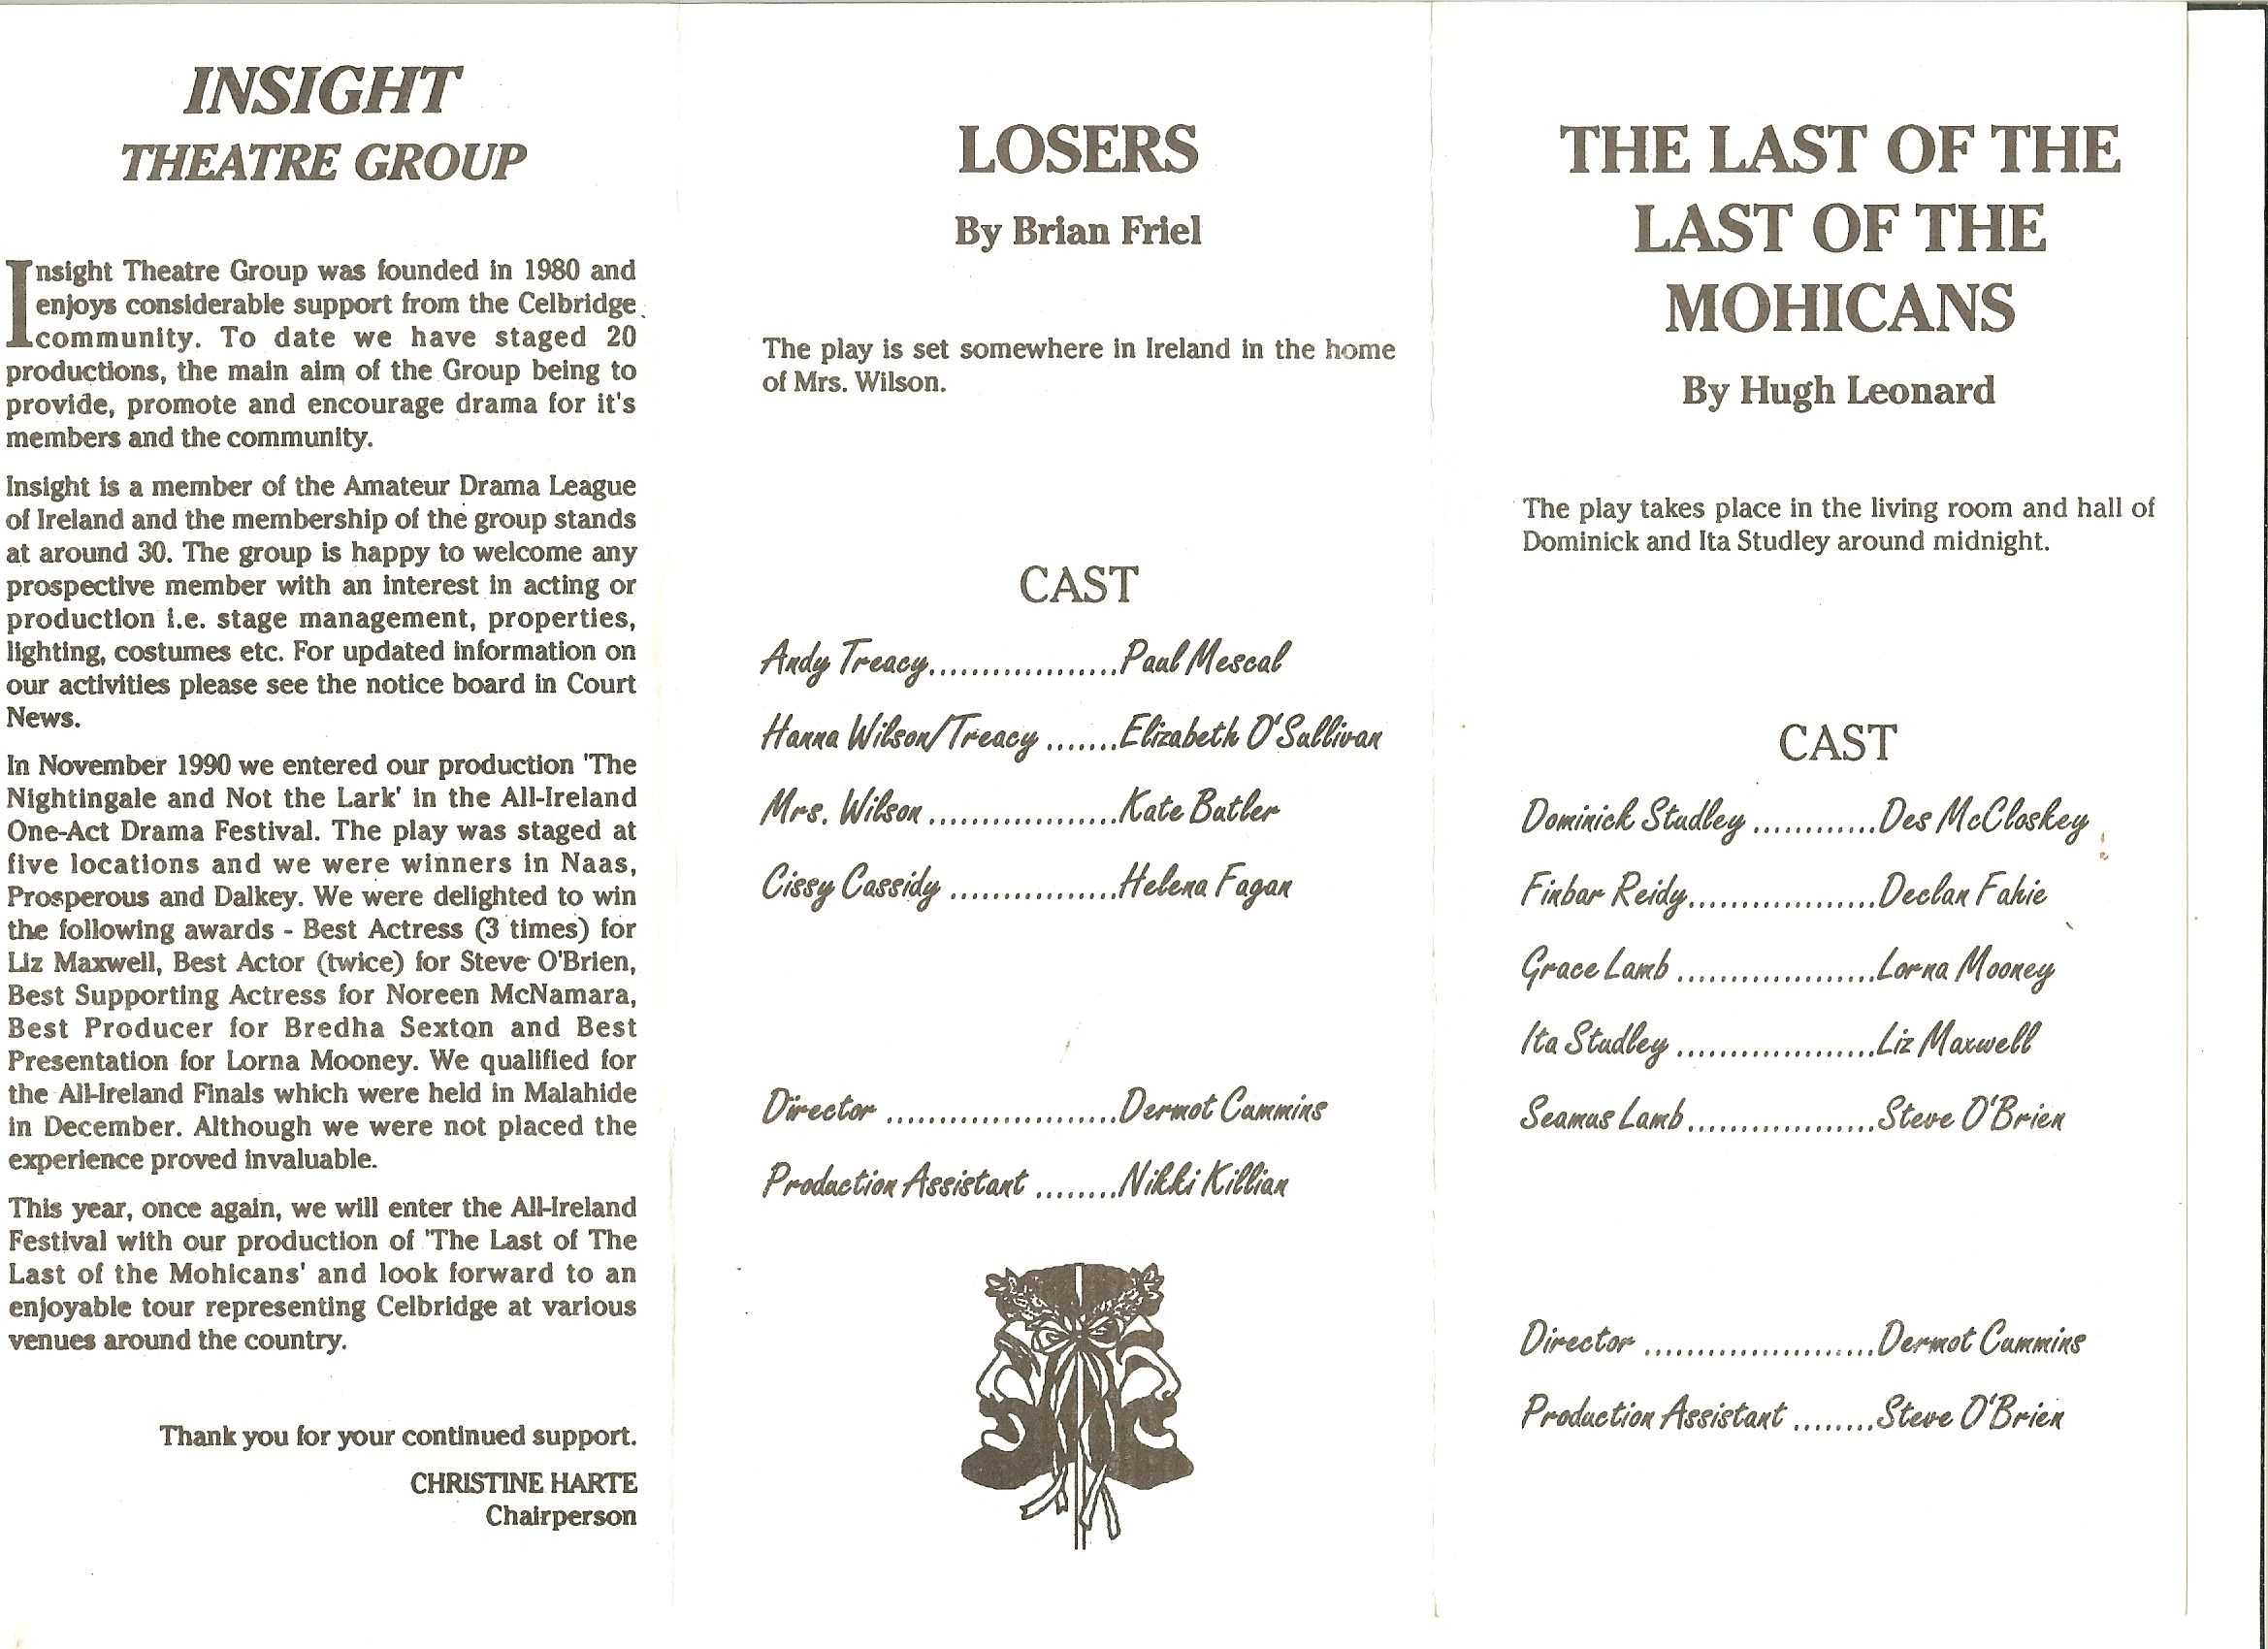 INSIGHT
THEATRE GROUP
Insight Theatre Group was founded in 1980 and
enjoys considerable support from the Celbridge
community. To date we have staged 20
productions, the main aim of the Group being to
provide, promote and encourage drama for it's
members and the community.
Insight is a member of the Amateur Drama League
of Ireland and the membership of the group stands
at around 30. The group is happy to welcome any
prospective member with an interest in acting or
production i.e. stage management, properties,
lighting, costumes etc. For updated information on
our activities please see the notice board in Court
News.
In November 1990 we entered our production 'The
Nightingale and Not the Lark' in the All-Ireland
One-Act Drama Festival. The play was staged at
five locations and we were winners in Naas,
Prosperous and Dalkey. We were delighted to win
the following awards - Best Actress (3 times) for
Liz Maxwell, Best Actor (twice) for Steve O'Brien,
Best Supporting Actress for Noreen McNamara,
Best Producer for Bredha Sexton and Best
Presentation for Lorna Mooney. We qualified for
the All-Ireland Finals which were held in Malahide
in December. Although we were not placed the
experience proved invaluable.
This year, once again, we will enter the All-Ireland
Festival with our production of 'The Last of The
Last of the Mohicans' and look forward to an
enjoyable tour representing Celbridge at various
venues around the country.
Thank you for your continued support.
CHRISTINE HARTE
Chairperson
LOSERS
By Brian Friel
The play is set somewhere in Ireland in the home
of Mrs. Wilson.
CAST
Andy Treacy..................Paul Mescal
Hanna Wilson/Treacy .......Elizabeth O'Sullivan
Mrs. Wilson ..................Kate Butler
Cissy Cassidy ................Helena Fagan
Director ......................Dermot Cummins
Production Assistant ........Nikki Killian
THE LAST OF THE
LAST OF THE
MOHICANS
By Hugh Leonard
The play takes place in the living room and hall of
Dominick and Ita Studley around midnight.
CAST
Dominick Studley ............Des McCloskey
Finbar Reidy..................Declan Fahie
Grace Lamb ...................Lorna Mooney
Ita Studley ...................Liz Maxwell
Seamus Lamb..................Steve O'Brien
Director ......................Dermot Cummins
Production Assistant ........Steve O'Brien